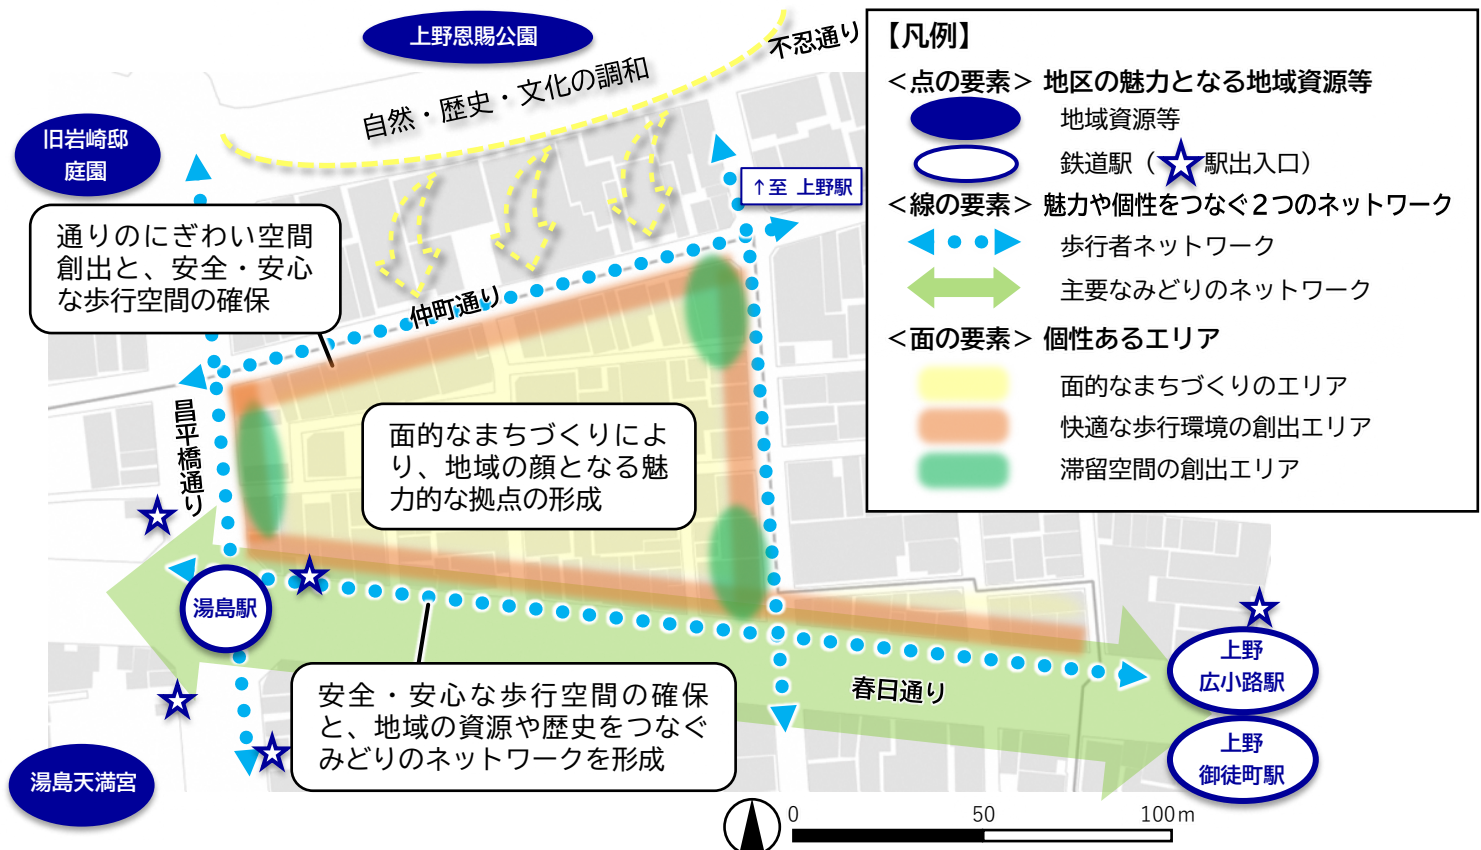 上野恩賜公園
不忍通り
自然・歴史・文化の調和
旧岩崎邸
庭園
↑至 上野駅
通りのにぎわい空間
創出と、安全・安心
な歩行空間の確保
仲町通り
昌平橋通り
面的なまちづくりによ
り、地域の顔となる魅
力的な拠点の形成
湯島駅
安全・安心な歩行空間の確保
と、地域の資源や歴史をつなぐ
みどりのネットワークを形成
春日通り
上野
広小路駅
上野
御徒町駅
湯島天満宮
0 50 100m
【凡例】
＜点の要素＞ 地区の魅力となる地域資源等
地域資源等
鉄道駅（☆駅出入口）
＜線の要素＞ 魅力や個性をつなぐ２つのネットワーク
歩行者ネットワーク
主要なみどりのネットワーク
＜面の要素＞ 個性あるエリア
面的なまちづくりのエリア
快適な歩行環境の創出エリア
滞留空間の創出エリア